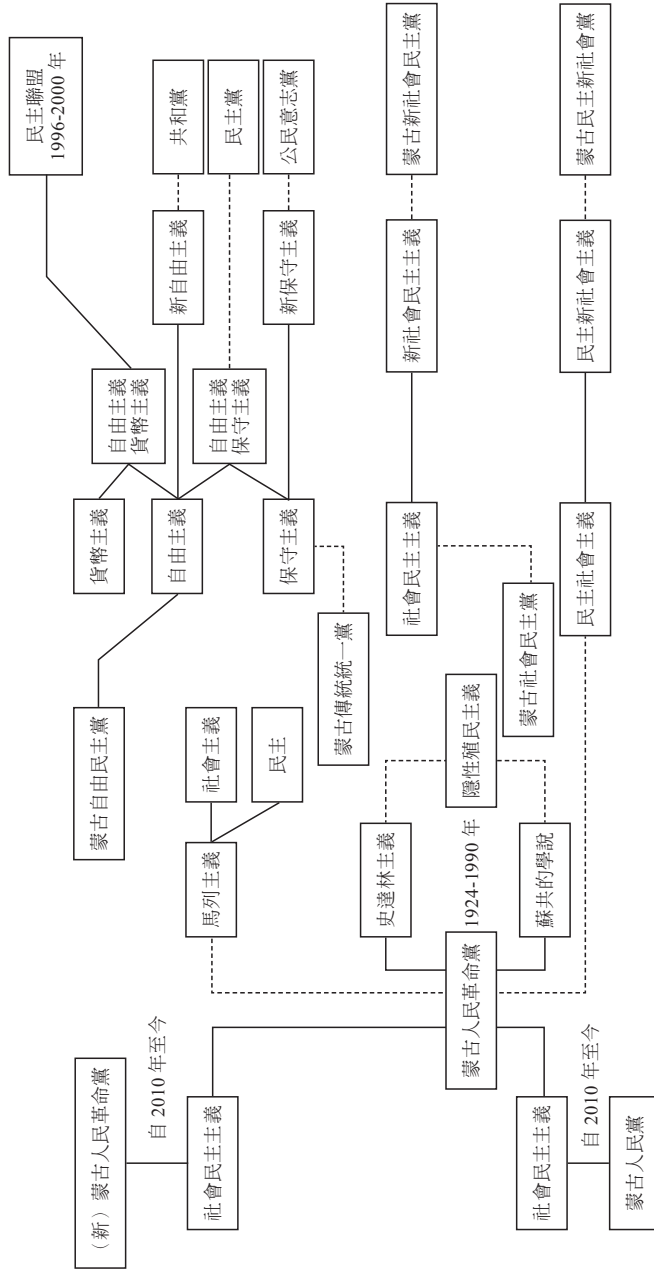 民主聯盟
1996-2000 年
共和黨
民主黨
公民意志黨
蒙古新社會民主黨
蒙古民主新社會黨
新自由主義
新保守主義
新社會民主主義
民主新社會主義
自由主義
貨幣主義
自由主義
保守主義
貨幣主義
自由主義
保守主義
社會民主主義
民主社會主義
蒙古自由民主黨
社會主義
民主
蒙古傳統統一黨
隱性殖民主義
蒙古社會民主黨
馬列主義
史達林主義
1924-1990 年
蘇共的學說
蒙古人民革命黨
（新）蒙古人民革命黨
自 2010 年至今
社會民主主義
社會民主主義
自 2010 年至今
蒙古人民黨